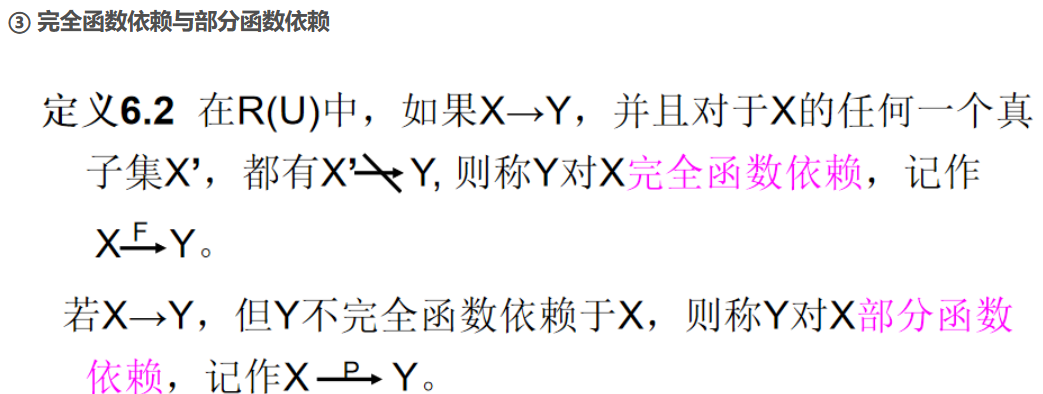 ③ 完全函数依赖与部分函数依赖
定义6.2 在R(U)中，如果X→Y，并且对于X的任何一个真
子集X’，都有X’↛Y, 则称Y对X完全函数依赖，记作
X—F→Y。
若X→Y，但Y不完全函数依赖于X，则称Y对X部分函数
依赖，记作X—P→Y。